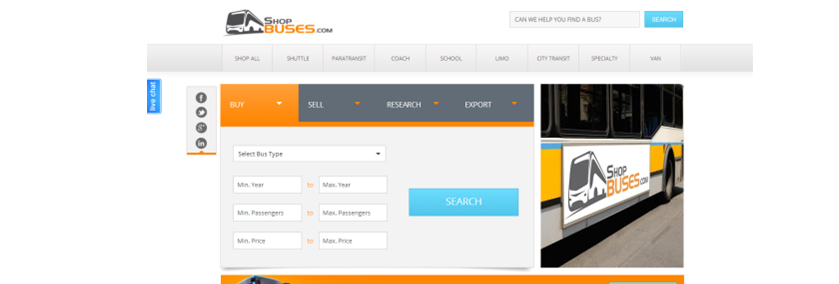 SHOP
BUSES.COM
CAN WE HELP YOU FIND A BUS?
SEARCH
SHOP ALL
SHUTTLE
PARATRANSIT
COACH
SCHOOL
LIMO
CITY TRANSIT
SPECIALTY
VAN
live chat
BUY
SELL
RESEARCH
EXPORT
Select Bus Type
Min. Year to Max. Year
Min. Passengers to Max. Passengers
SEARCH
Min. Price to Max. Price
SHOP
BUSES.COM